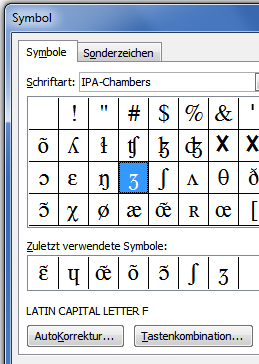 Symbol
Symbole Sonderzeichen
Schriftart: IPA-Chambers
! " # $ % & '
õ ʎ ɫ ʧ ɮ ʤ X X
ɔ ɛ ŋ ʒ ʃ ʌ θ ð
ɔ̃ χ ø æ œ̃ ʀ œ [
Zuletzt verwendete Symbole:
ɛ̃ ɥ œ̃ õ ɔ̃ ʃ ʒ
LATIN CAPITAL LETTER F
AutoKorrektur... Tastenkombination...